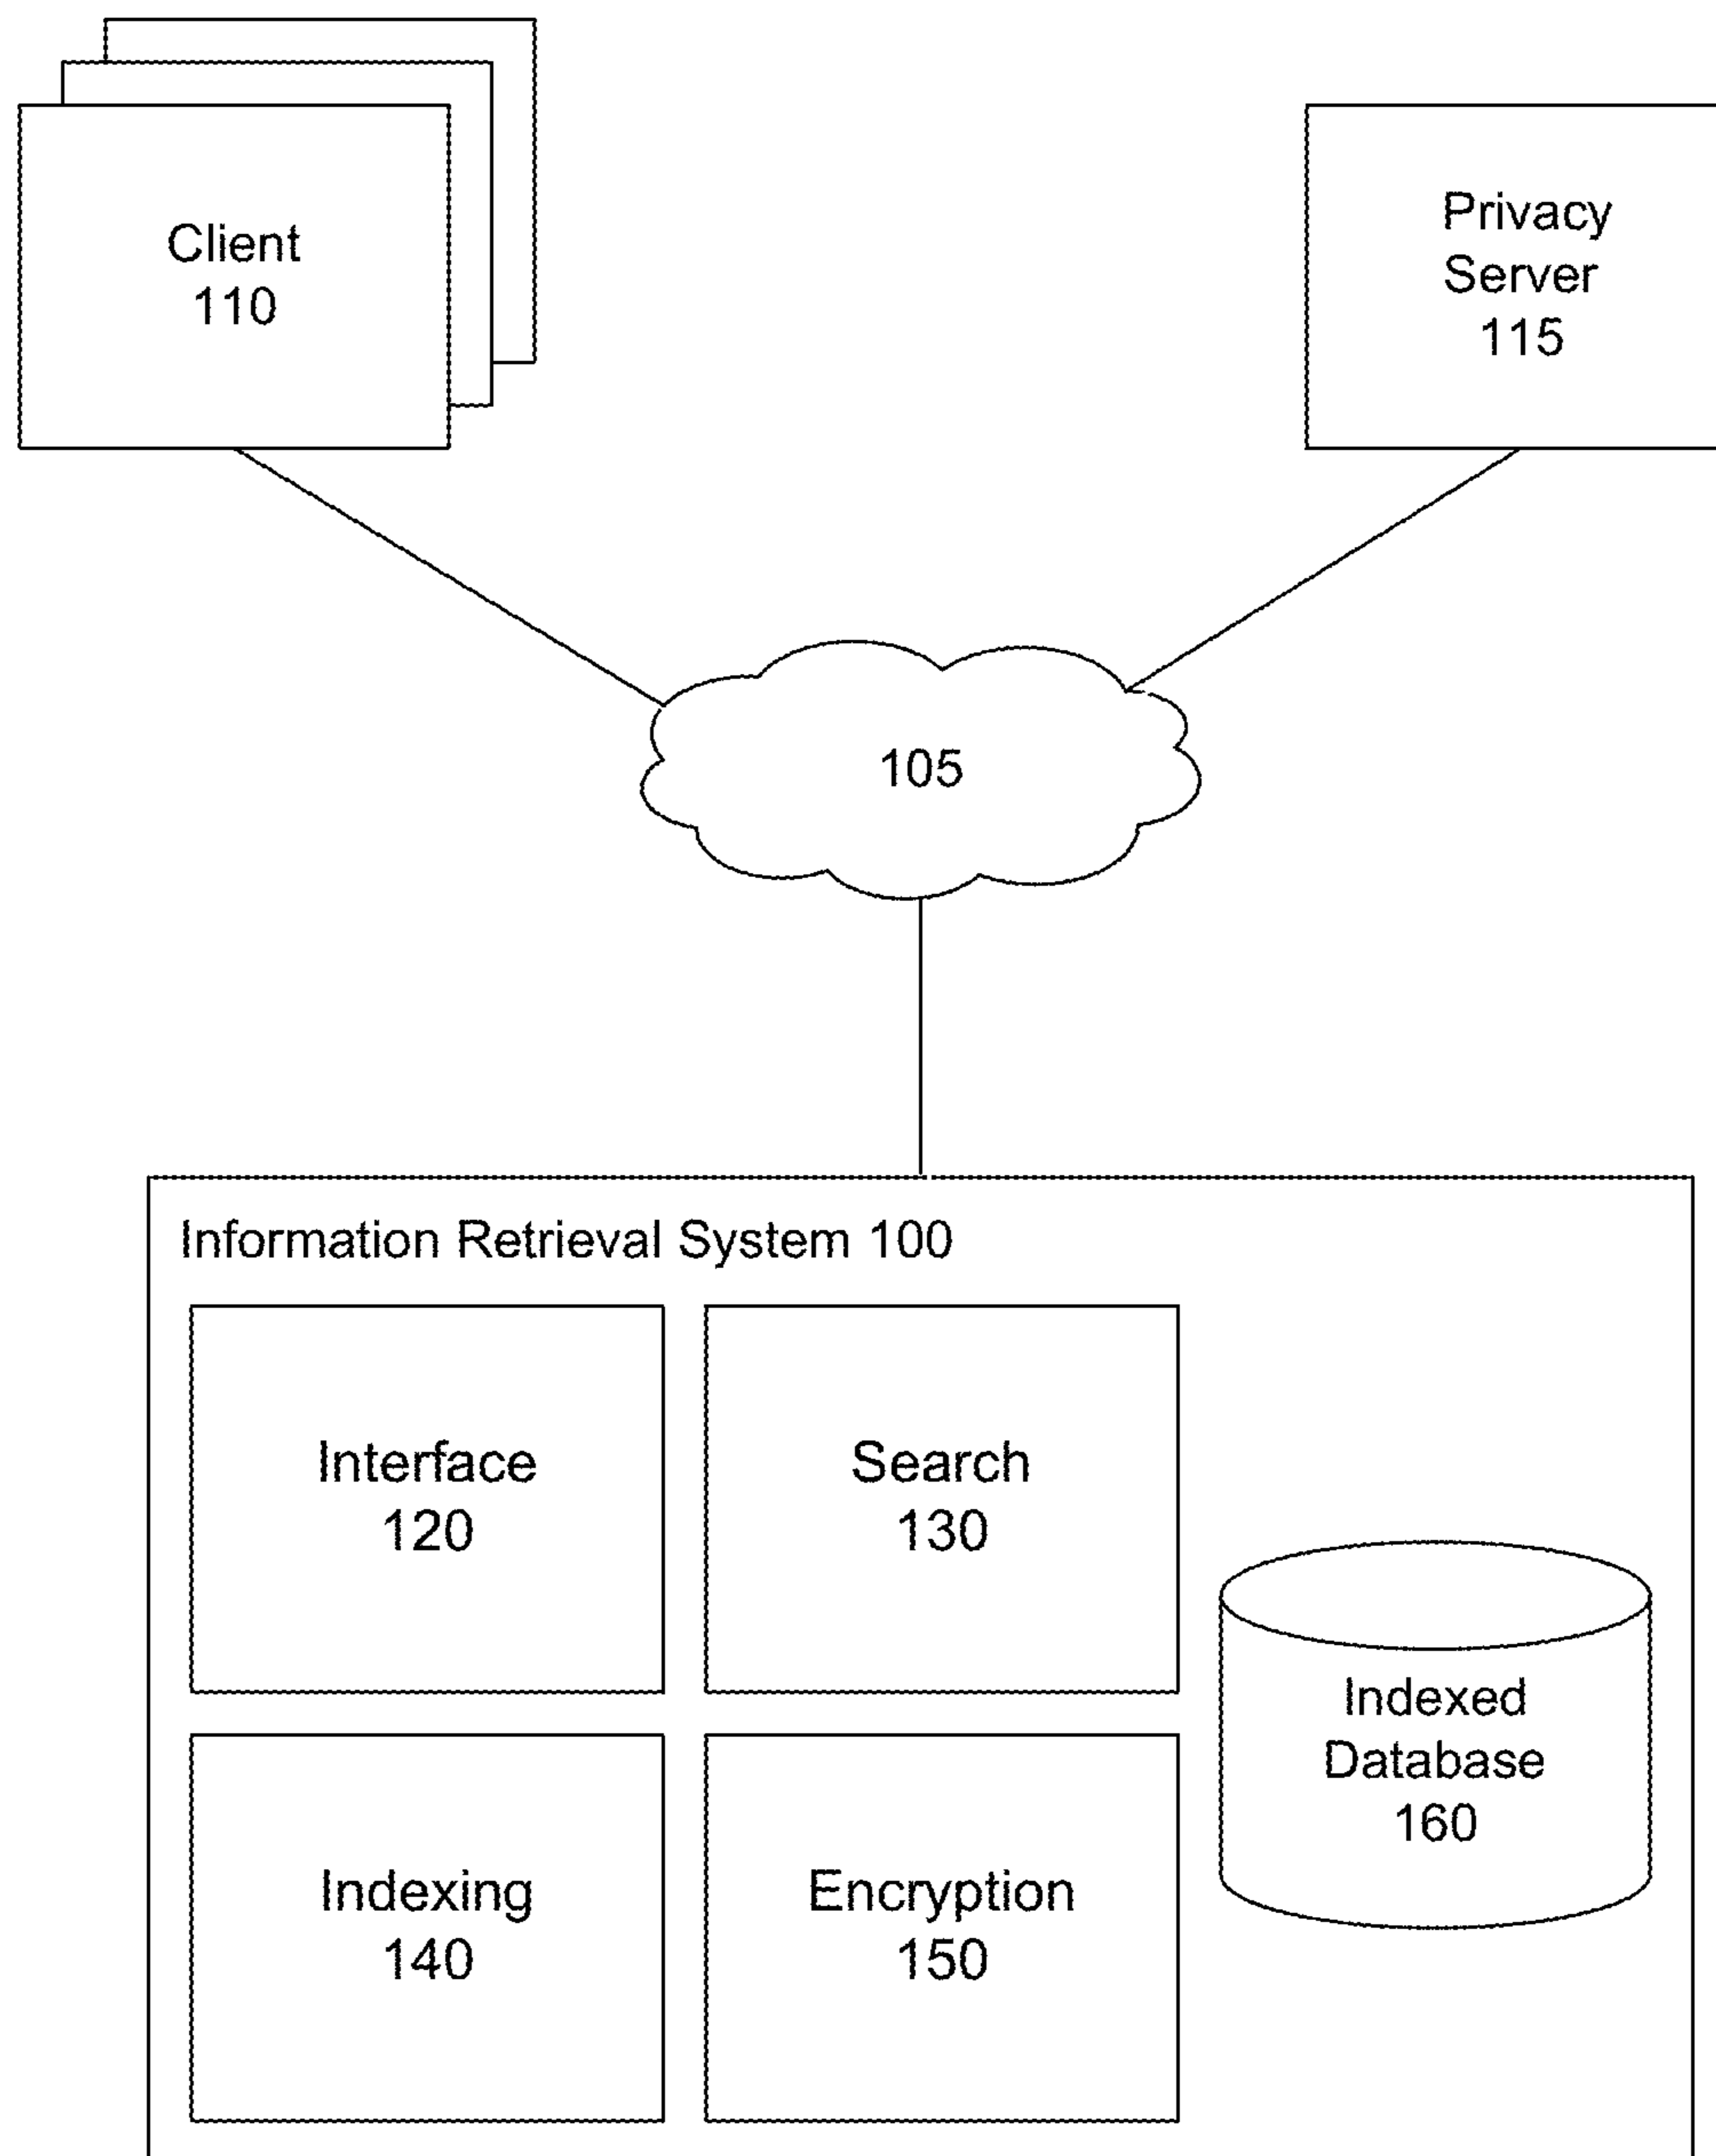 Client
110
Privacy
Server
115
105
Information Retrieval System 100
Interface
120
Search
130
Indexed
Database
160
Indexing
140
Encryption
150